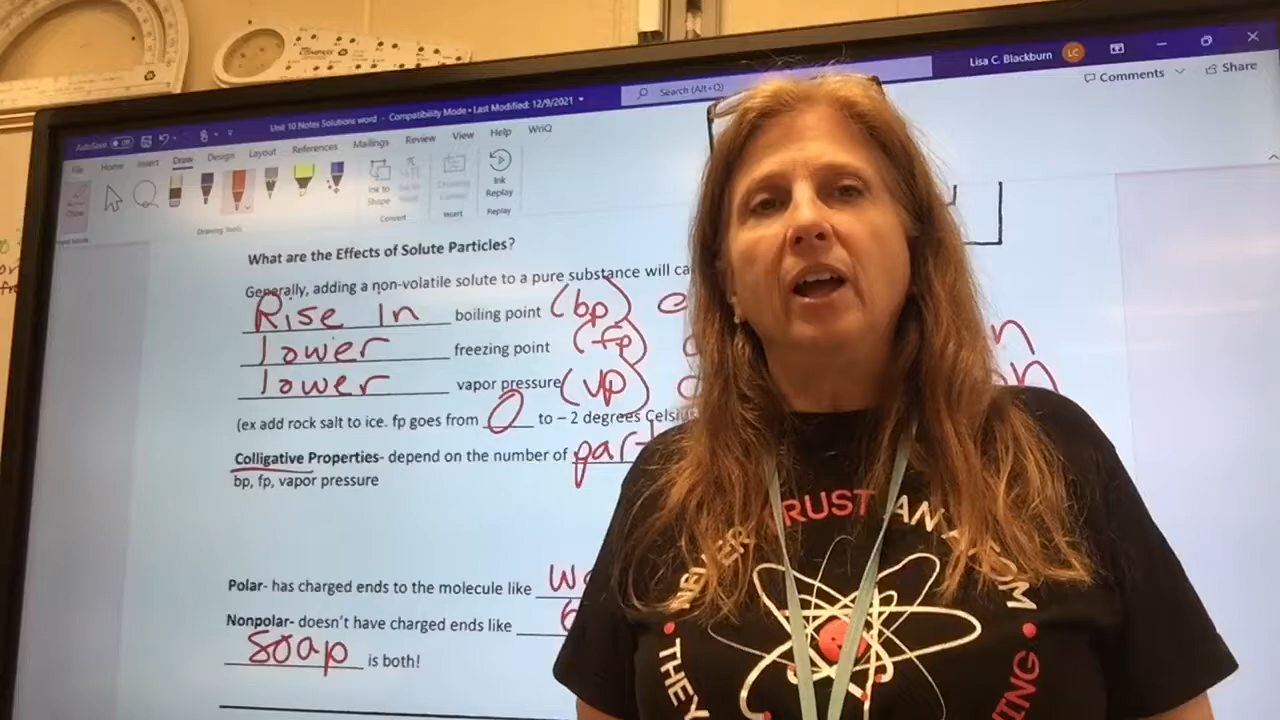 Lisa C. Blackburn LC
AutoSave Unit 10 Notes Solutions word - Compatibility Mode • Last Modified: 12/9/2021 Search (Alt+Q)
Comments Share
File Home Insert Draw Design Layout References Mailings Review View Help WriQ
Ink to Shape Ink Replay
Convert Insert Replay
Drawing Tools
What are the Effects of Solute Particles?
Generally, adding a non-volatile solute to a pure substance will
Rise In boiling point (bp)
lower freezing point (fp)
lower vapor pressure (vp)
(ex add rock salt to ice. fp goes from 0 to – 2 degrees
Colligative Properties- depend on the number of
bp, fp, vapor pressure
Polar- has charged ends to the molecule like
Nonpolar- doesn't have charged ends like
soap is both!
TRUST AN ATOM
• THEY